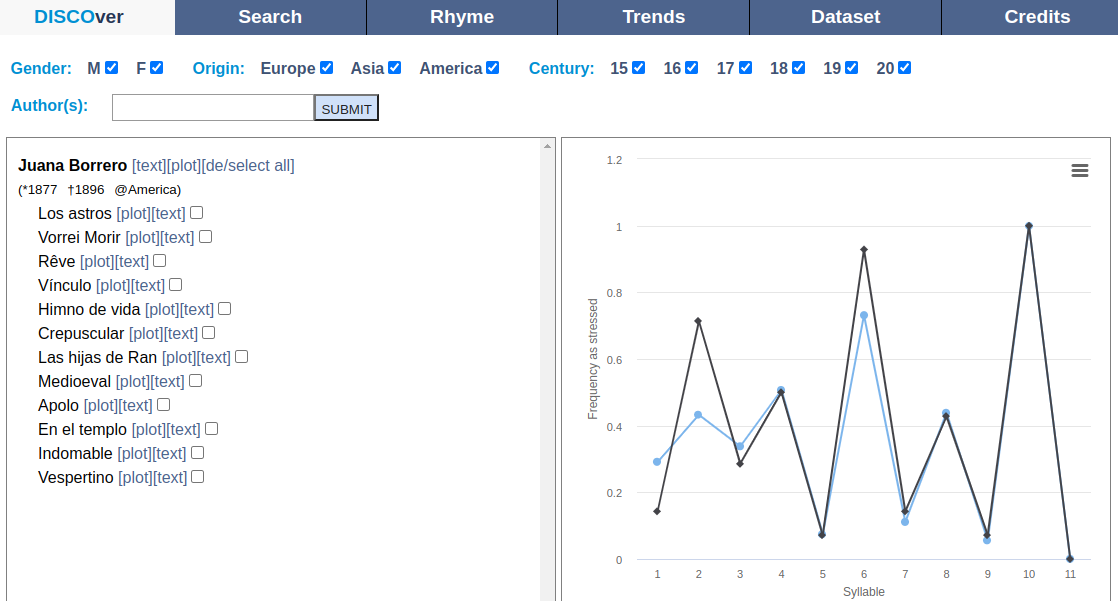 DISCOver Search Rhyme Trends Dataset Credits
Gender: M F Origin: Europe Asia America Century: 15 16 17 18 19 20
Author(s): SUBMIT
Juana Borrero [text][plot][de/select all]
(*1877 †1896 @America)
Los astros [plot][text]
Vorrei Morir [plot][text]
Rêve [plot][text]
Vínculo [plot][text]
Himno de vida [plot][text]
Crepuscular [plot][text]
Las hijas de Ran [plot][text]
Medioeval [plot][text]
Apolo [plot][text]
En el templo [plot][text]
Indomable [plot][text]
Vespertino [plot][text]
Frequency as stressed
1.2
1
0.8
0.6
0.4
0.2
0
1 2 3 4 5 6 7 8 9 10 11
Syllable